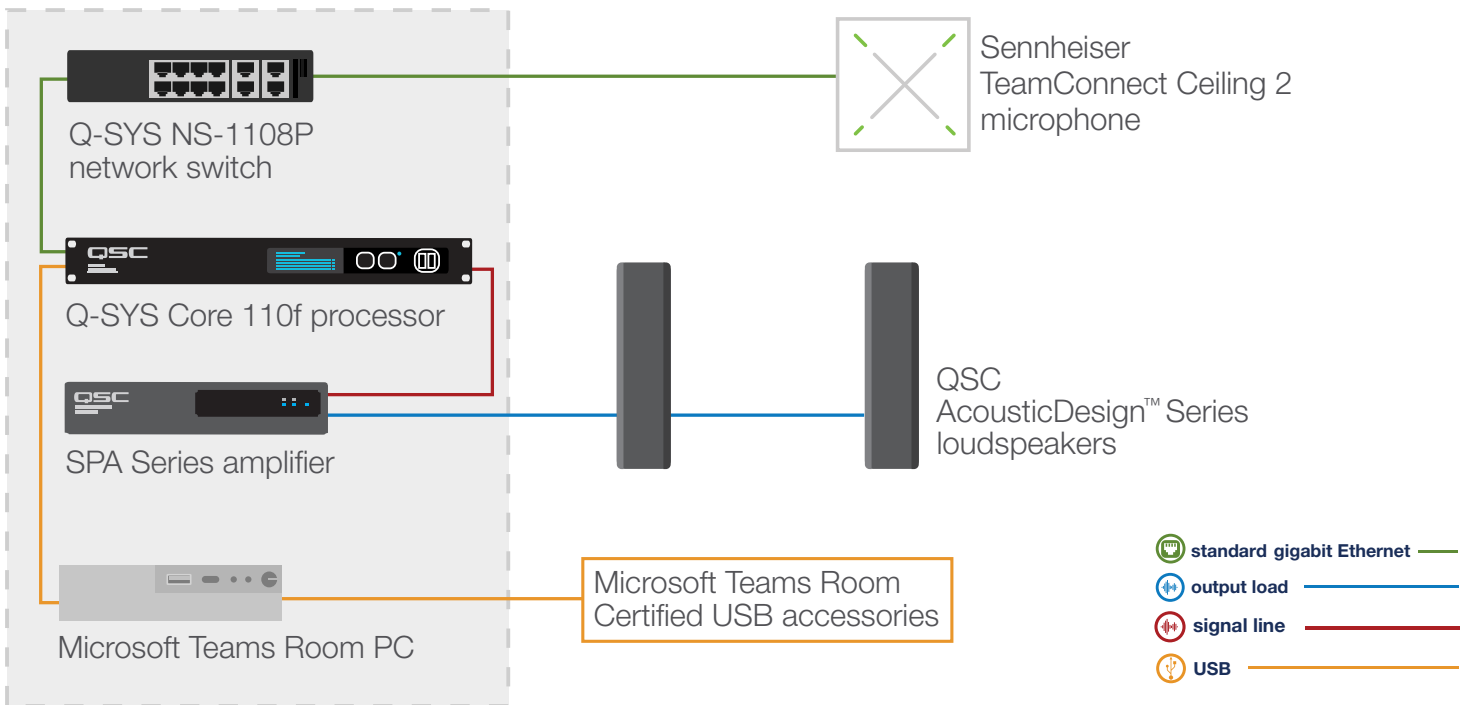 Sennheiser
TeamConnect Ceiling 2
microphone
Q-SYS NS-1108P
network switch
QSC
Q-SYS Core 110f processor
QSC
SPA Series amplifier
QSC
AcousticDesign™ Series
loudspeakers
Microsoft Teams Room
Certified USB accessories
Microsoft Teams Room PC
standard gigabit Ethernet
output load
signal line
USB